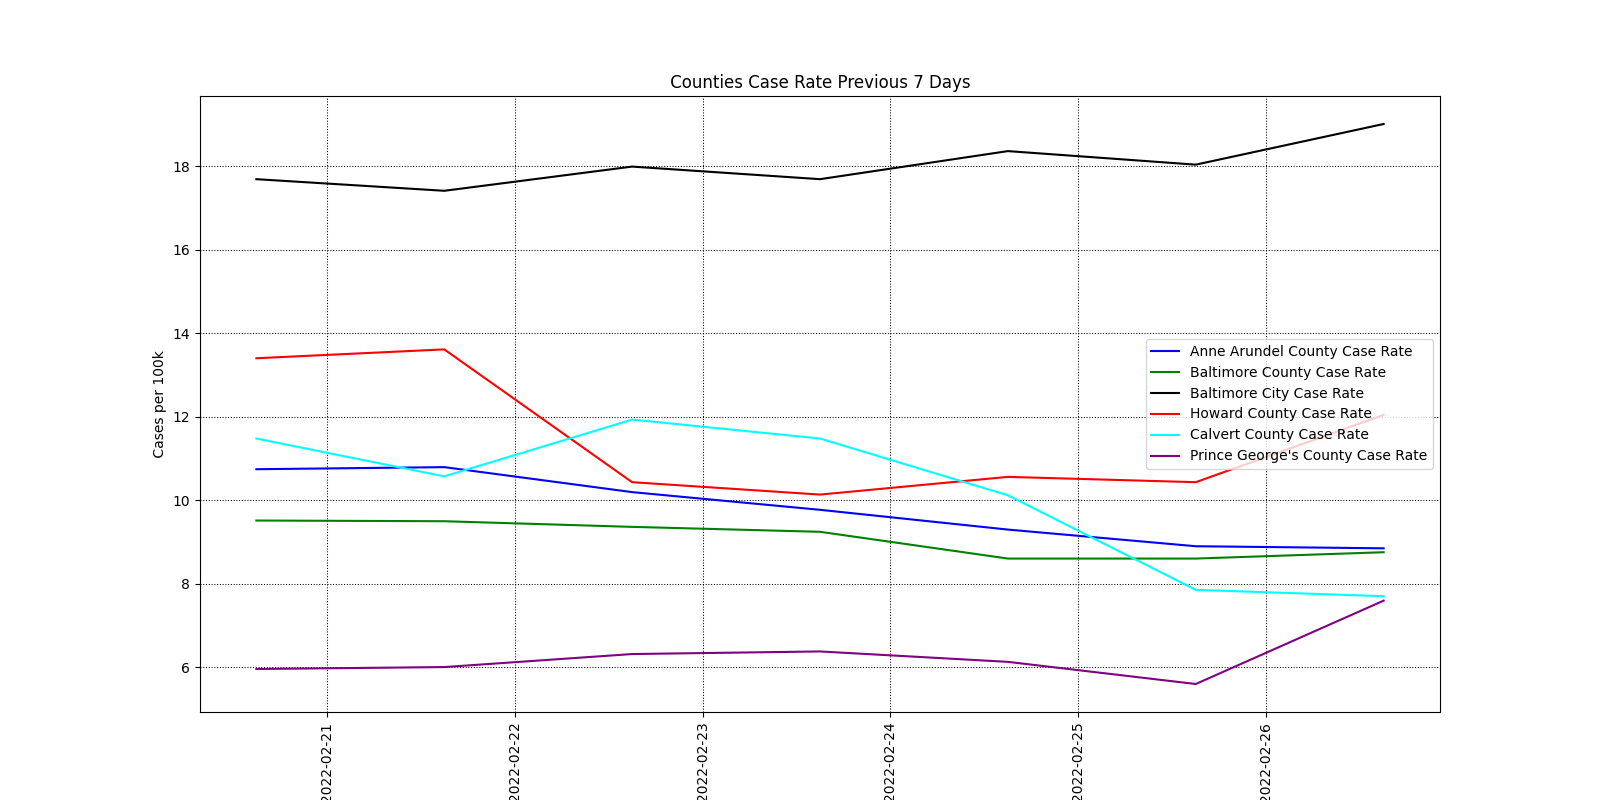 Counties Case Rate Previous 7 Days
Cases per 100k
18
16
14
12
10
8
6
Anne Arundel County Case Rate
Baltimore County Case Rate
Baltimore City Case Rate
Howard County Case Rate
Calvert County Case Rate
Prince George's County Case Rate
2022-02-21
2022-02-22
2022-02-23
2022-02-24
2022-02-25
2022-02-26